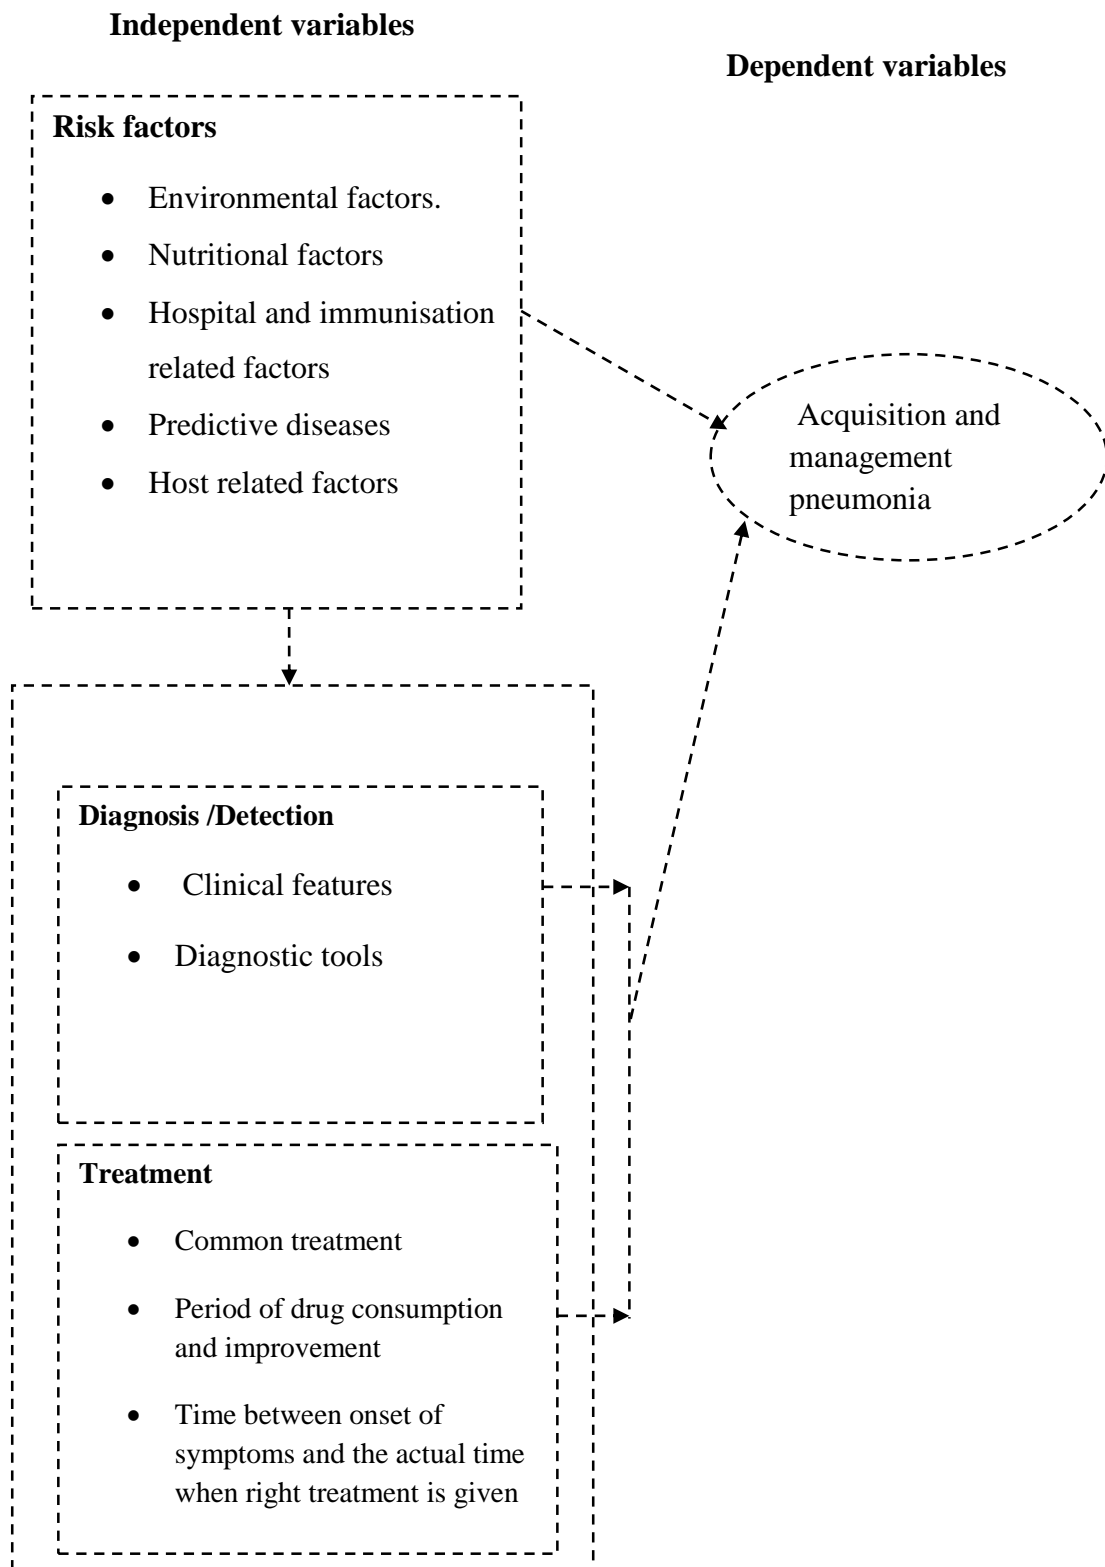 Independent variables
Dependent variables
Risk factors
• Environmental factors.
• Nutritional factors
• Hospital and immunisation
related factors
• Predictive diseases
• Host related factors
Acquisition and
management
pneumonia
Diagnosis /Detection
• Clinical features
• Diagnostic tools
Treatment
• Common treatment
• Period of drug consumption
and improvement
• Time between onset of
symptoms and the actual time
when right treatment is given